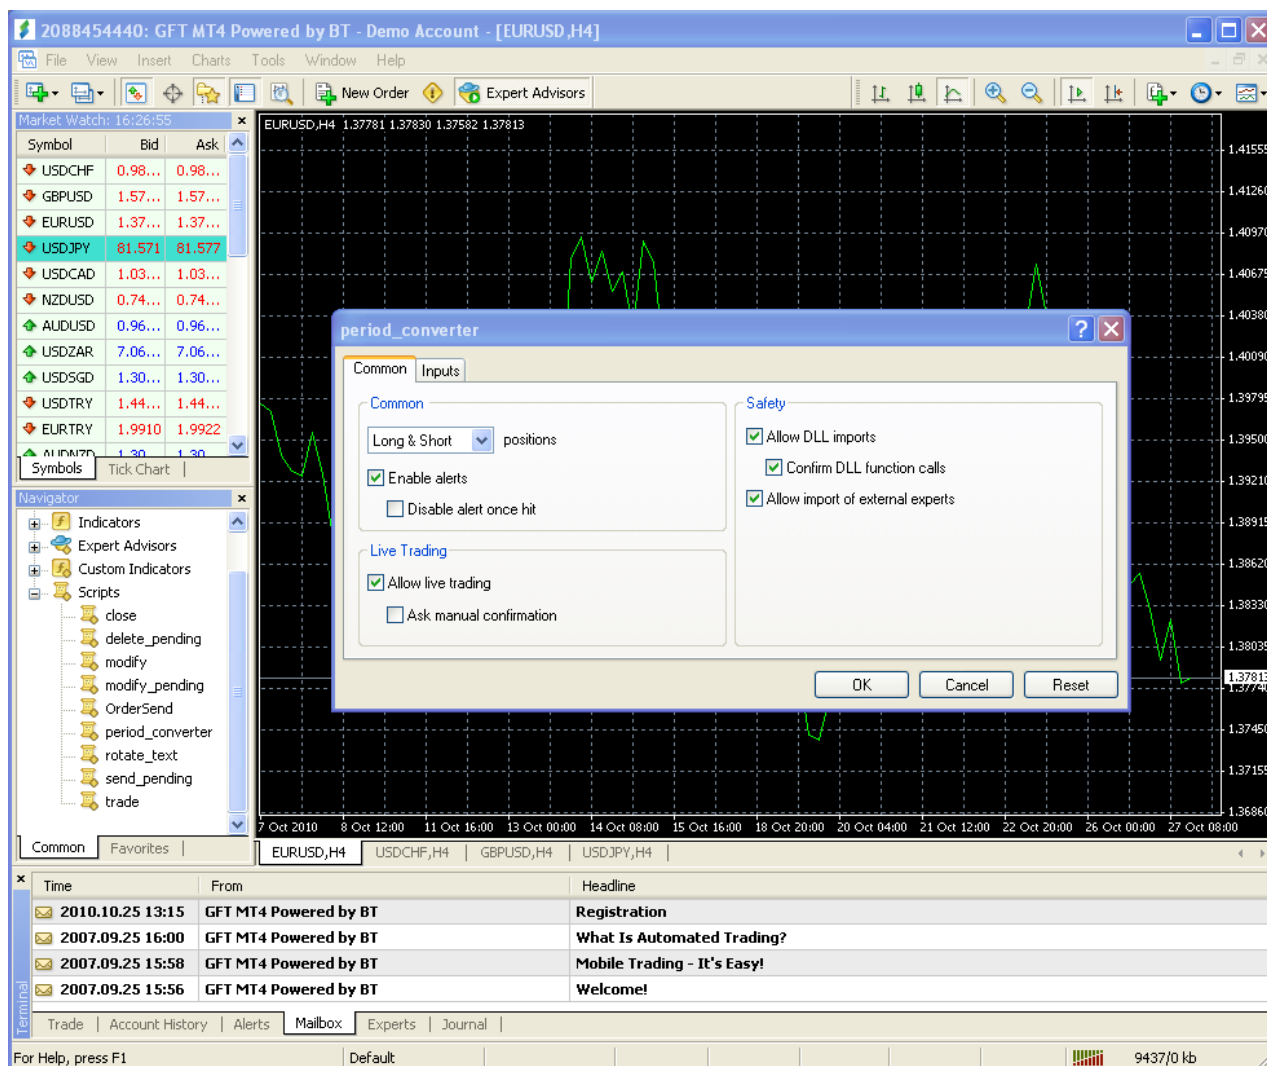 2088454440: GFT MT4 Powered by BT - Demo Account - [EURUSD,H4]
File View Insert Charts Tools Window Help
New Order Expert Advisors
Market Watch: 16:26:55
Symbol Bid Ask
USDCHF 0.98... 0.98...
GBPUSD 1.57... 1.57...
EURUSD 1.37... 1.37...
USDJPY 81.571 81.577
USDCAD 1.03... 1.03...
NZDUSD 0.74... 0.74...
AUDUSD 0.96... 0.96...
USDZAR 7.06... 7.06...
USDSGD 1.30... 1.30...
USDTRY 1.44... 1.44...
EURTRY 1.9910 1.9922
AUDNZD 1.30 1.30
Symbols Tick Chart
Navigator
Indicators
Expert Advisors
Custom Indicators
Scripts
close
delete_pending
modify
modify_pending
OrderSend
period_converter
rotate_text
send_pending
trade
Common Favorites
EURUSD,H4 1.37781 1.37830 1.37582 1.37813
1.41555
1.41260
1.40970
1.40675
1.40380
1.40090
1.39795
1.39500
1.39210
1.38915
1.38620
1.38330
1.38035
1.37813
1.37740
1.37450
1.37155
1.36860
7 Oct 2010 8 Oct 12:00 11 Oct 16:00 13 Oct 00:00 14 Oct 08:00 15 Oct 16:00 18 Oct 20:00 20 Oct 04:00 21 Oct 12:00 22 Oct 20:00 26 Oct 00:00 27 Oct 08:00
EURUSD,H4 USDCHF,H4 GBPUSD,H4 USDJPY,H4
period_converter
Common Inputs
Common
Long & Short positions
Enable alerts
Disable alert once hit
Live Trading
Allow live trading
Ask manual confirmation
Safety
Allow DLL imports
Confirm DLL function calls
Allow import of external experts
OK Cancel Reset
Time From Headline
2010.10.25 13:15 GFT MT4 Powered by BT Registration
2007.09.25 16:00 GFT MT4 Powered by BT What Is Automated Trading?
2007.09.25 15:58 GFT MT4 Powered by BT Mobile Trading - It's Easy!
2007.09.25 15:56 GFT MT4 Powered by BT Welcome!
Terminal
Trade Account History Alerts Mailbox Experts Journal
For Help, press F1 Default 9437/0 kb